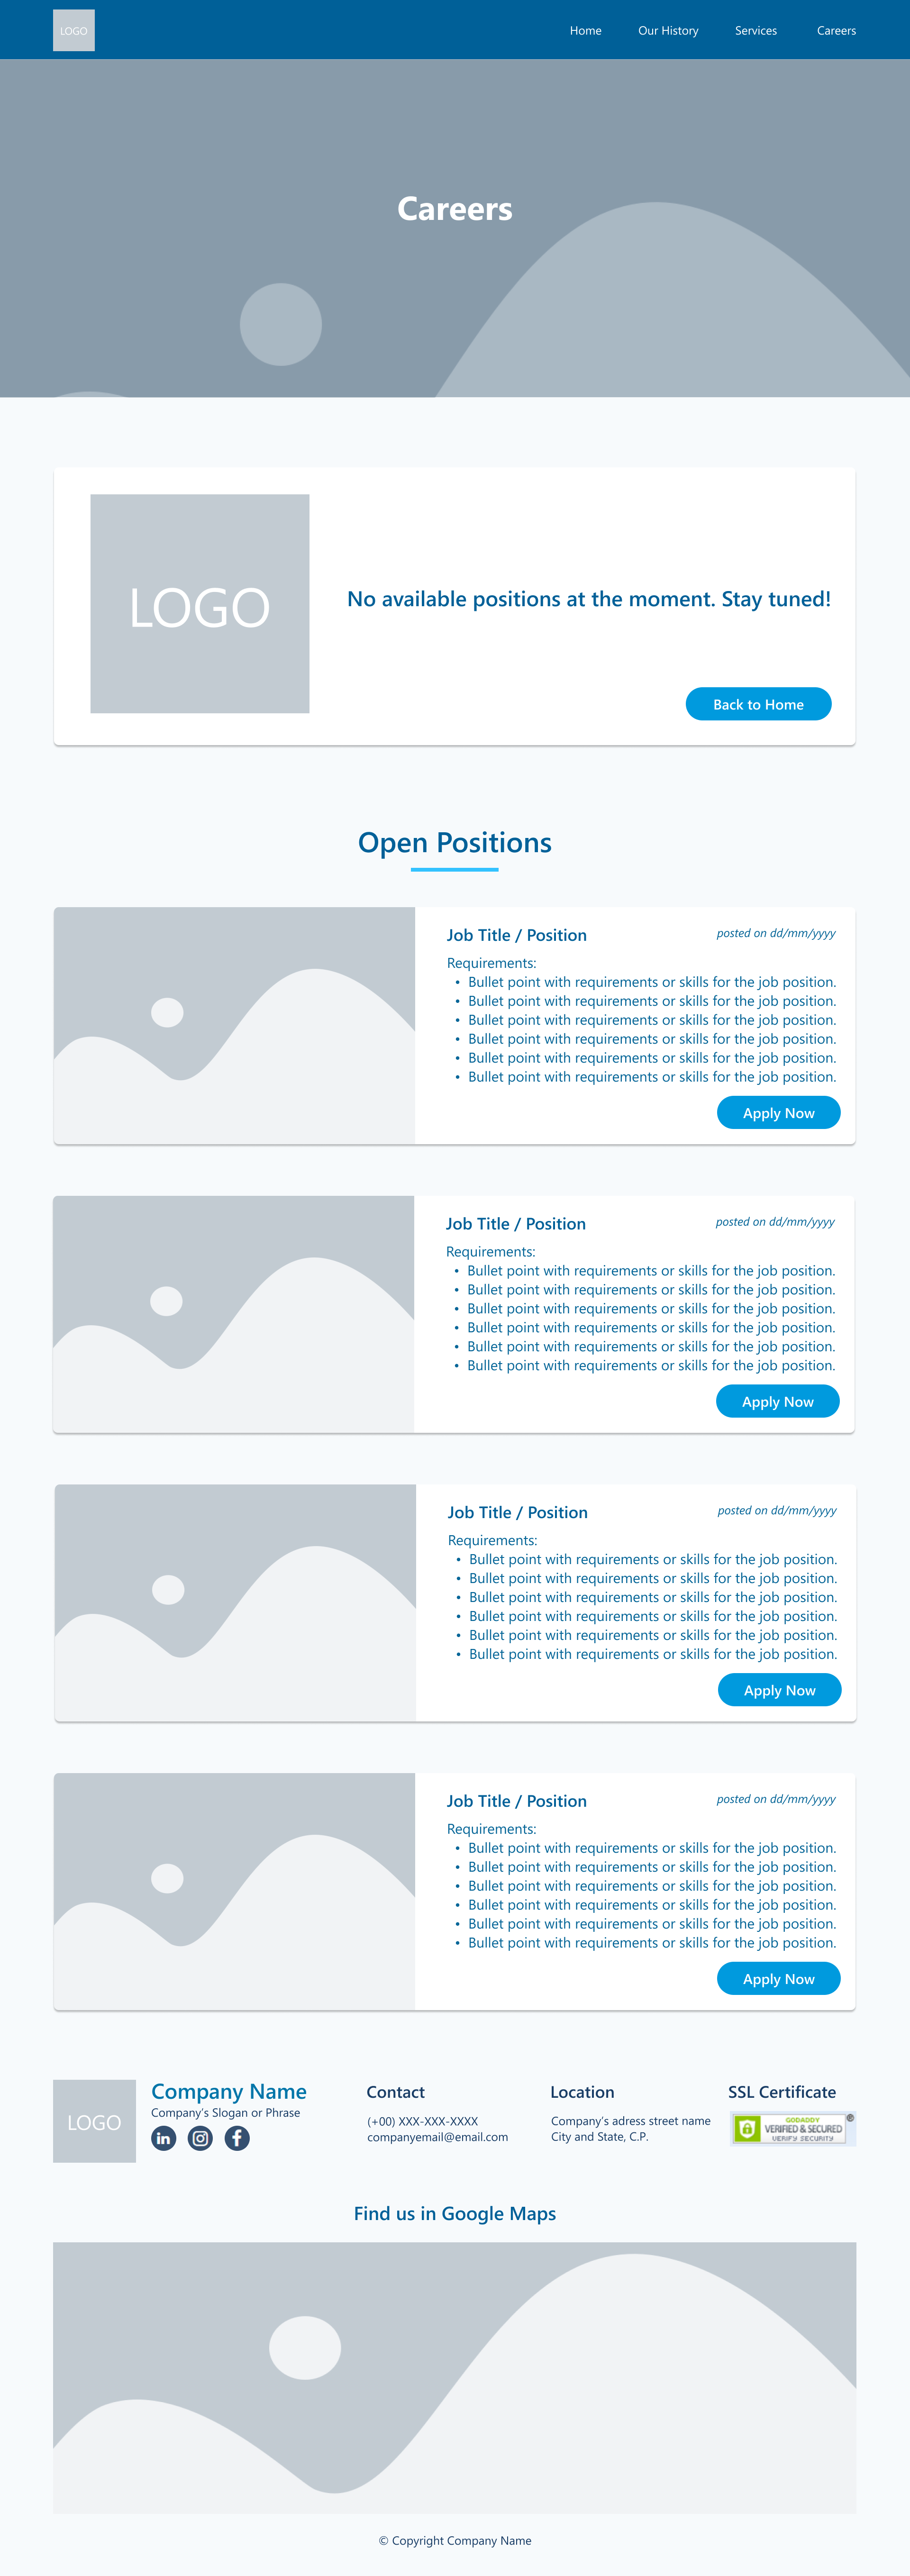 LOGO
Home Our History Services Careers
Careers
LOGO
No available positions at the moment. Stay tuned!
Back to Home
Open Positions
Job Title / Position posted on dd/mm/yyyy
Requirements:
• Bullet point with requirements or skills for the job position.
• Bullet point with requirements or skills for the job position.
• Bullet point with requirements or skills for the job position.
• Bullet point with requirements or skills for the job position.
• Bullet point with requirements or skills for the job position.
• Bullet point with requirements or skills for the job position.
Apply Now
Job Title / Position posted on dd/mm/yyyy
Requirements:
• Bullet point with requirements or skills for the job position.
• Bullet point with requirements or skills for the job position.
• Bullet point with requirements or skills for the job position.
• Bullet point with requirements or skills for the job position.
• Bullet point with requirements or skills for the job position.
• Bullet point with requirements or skills for the job position.
Apply Now
Job Title / Position posted on dd/mm/yyyy
Requirements:
• Bullet point with requirements or skills for the job position.
• Bullet point with requirements or skills for the job position.
• Bullet point with requirements or skills for the job position.
• Bullet point with requirements or skills for the job position.
• Bullet point with requirements or skills for the job position.
• Bullet point with requirements or skills for the job position.
Apply Now
Job Title / Position posted on dd/mm/yyyy
Requirements:
• Bullet point with requirements or skills for the job position.
• Bullet point with requirements or skills for the job position.
• Bullet point with requirements or skills for the job position.
• Bullet point with requirements or skills for the job position.
• Bullet point with requirements or skills for the job position.
• Bullet point with requirements or skills for the job position.
Apply Now
LOGO
Company Name
Company's Slogan or Phrase
in f
Contact
(+00) XXX-XXX-XXXX
companyemail@email.com
Location
Company's adress street name
City and State, C.P.
SSL Certificate
GODADDY ®
VERIFIED & SECURED
VERIFY SECURITY
Find us in Google Maps
© Copyright Company Name